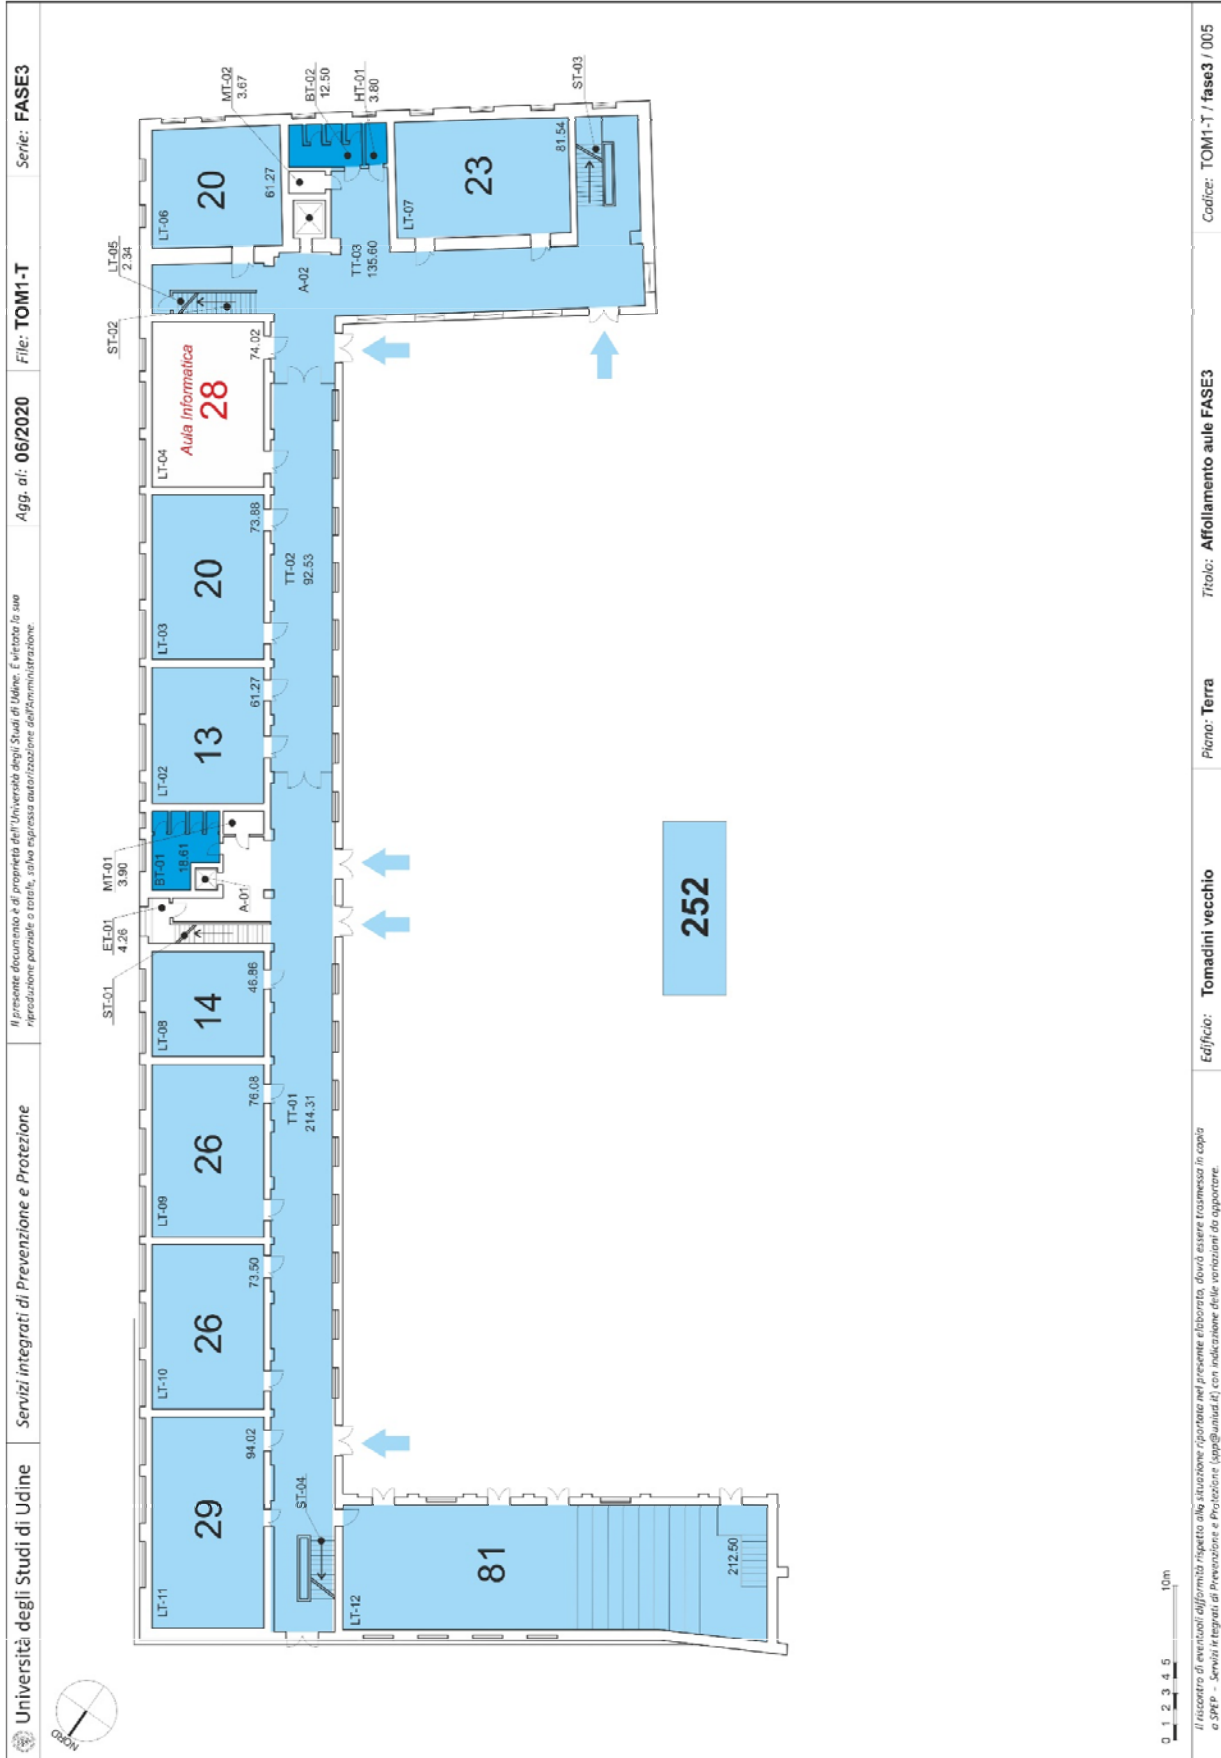 Università degli Studi di Udine
Servizi integrati di Prevenzione e Protezione
Il presente documento è di proprietà dell'Università degli Studi di Udine. È vietata la sua
riproduzione parziale o totale, salvo espressa autorizzazione dell'Amministrazione.
Agg. al: 06/2020
File: TOM1-T
Serie: FASE3
NORD
ST-01
ET-01
4.26
MT-01
3.90
ST-02
LT-05
2.34
MT-02
3.67
BT-02
12.50
HT-01
3.80
ST-03
LT-11
29
94.02
LT-10
26
73.50
LT-09
26
76.08
LT-08
14
46.86
BT-01
18.61
A-01
LT-02
13
61.27
LT-03
20
73.88
LT-04
Aula Informatica
28
74.02
LT-06
20
61.27
A-02
TT-03
135.60
LT-07
23
81.54
ST-04
TT-01
214.31
TT-02
92.53
LT-12
81
212.50
252
0 1 2 3 4 5
10m
Il riscontro di eventuali difformità rispetto alla situazione riportata nel presente elaborato, dovrà essere trasmessa in copia
a SPEP - Servizi integrati di Prevenzione e Protezione (spp@uniud.it) con indicazione delle variazioni da apportare.
Edificio: Tomadini vecchio
Piano: Terra
Titolo: Affollamento aule FASE3
Codice: TOM1-T / fase3 / 005